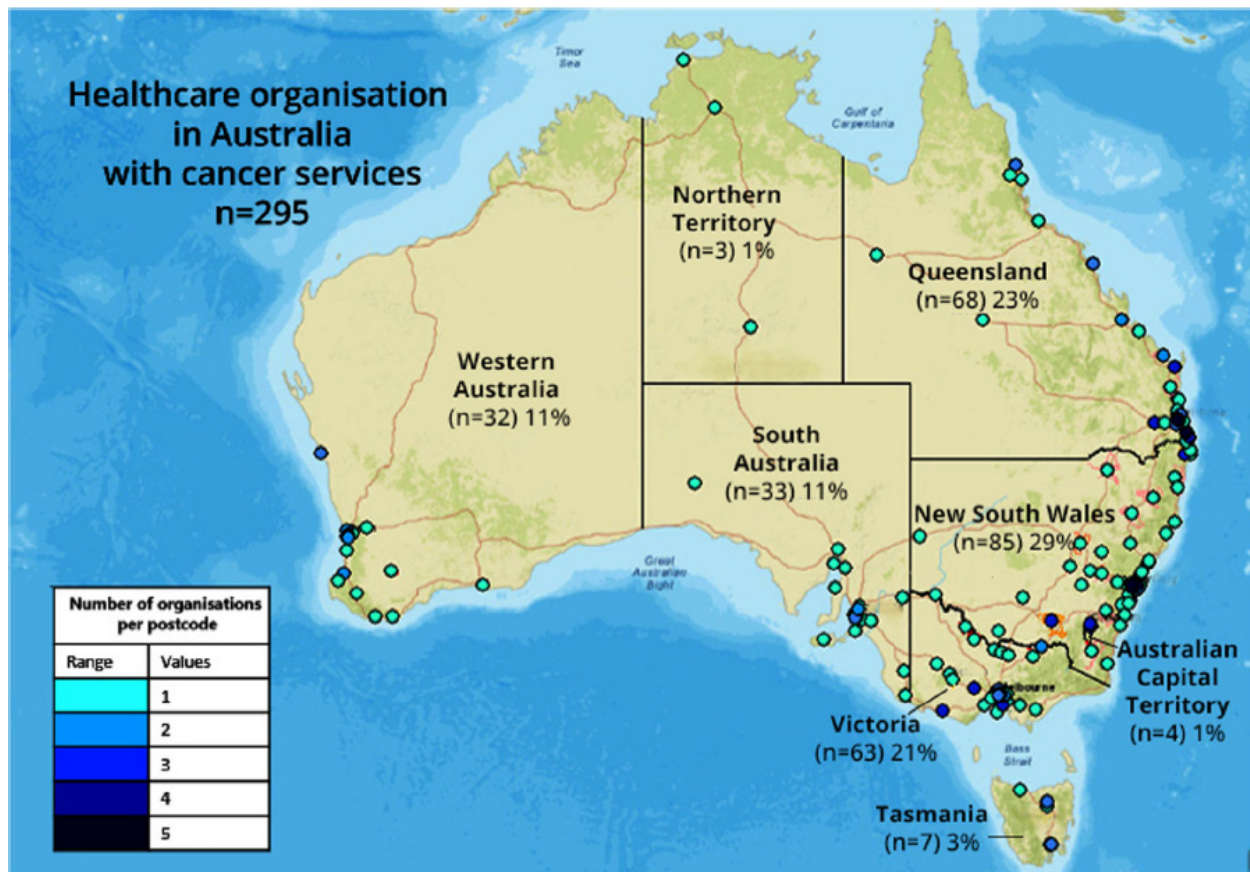 Healthcare organisation
in Australia
with cancer services
n=295
Timor
Sea
Gulf of
Carpentaria
Northern
Territory
(n=3) 1%
Queensland
(n=68) 23%
Western
Australia
(n=32) 11%
South
Australia
(n=33) 11%
New South Wales
(n=85) 29%
Great
Australian
Bight
Number of organisations
per postcode
Range Values
1
2
3
4
5
Australian
Capital
Territory
(n=4) 1%
Victoria
(n=63) 21%
Bass
Strait
Tasmania
(n=7) 3%